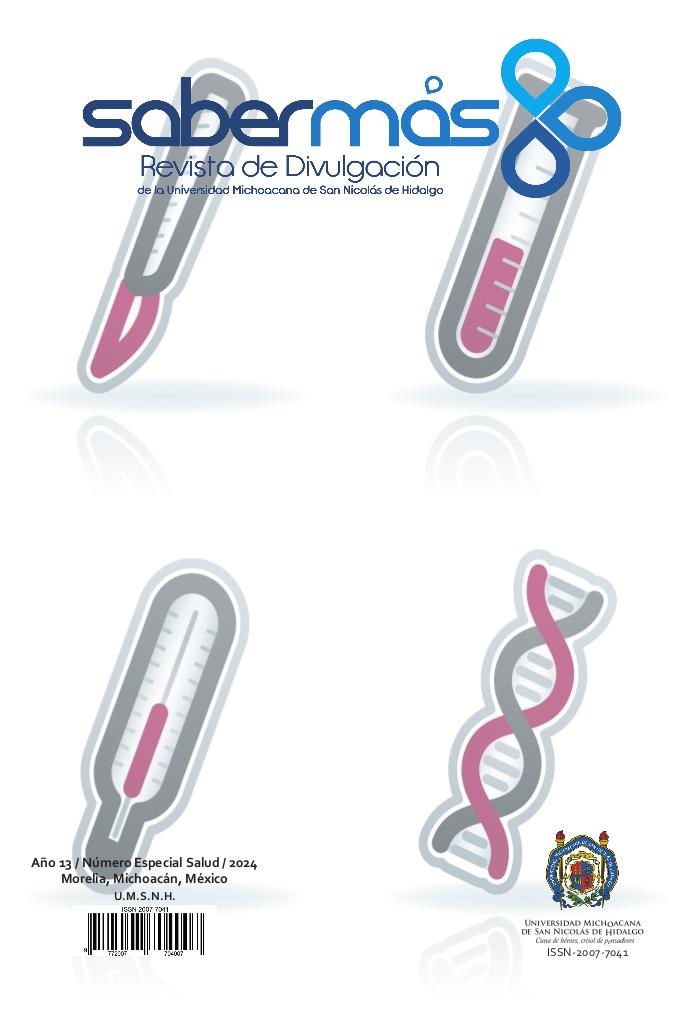 sabermás
Revista de Divulgación
de la Universidad Michoacana de San Nicolás de Hidalgo
Año 13 / Número Especial Salud / 2024
Morelia, Michoacán, México
U.M.S.N.H.
ISSN 2007 7041
9 772007 704007
Universidad Michoacana
de San Nicolás de Hidalgo
Cuna de héroes, crisol de pensadores
ISSN-2007-7041